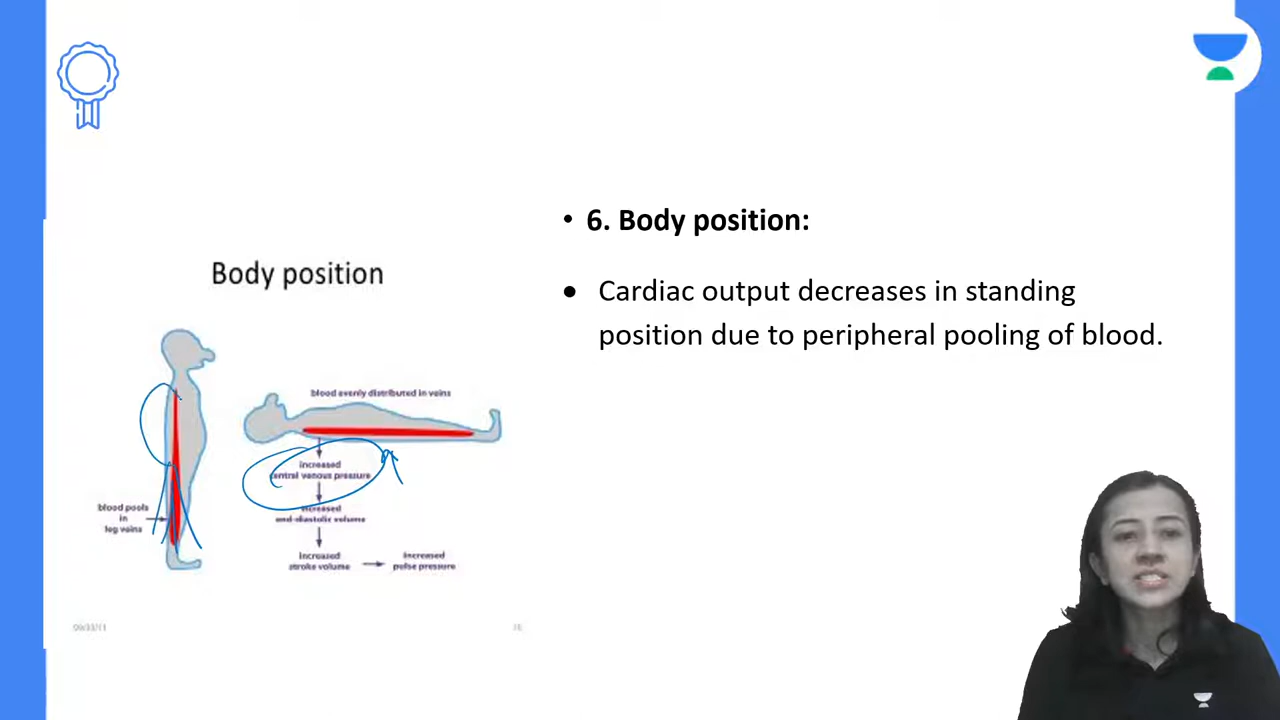 6. Body position:
Cardiac output decreases in standing
position due to peripheral pooling of blood.
Body position
blood evenly distributed in veins
increased
central venous pressure
increased
end-diastolic volume
increased
stroke volume
increased
pulse pressure
blood pools
in
leg veins